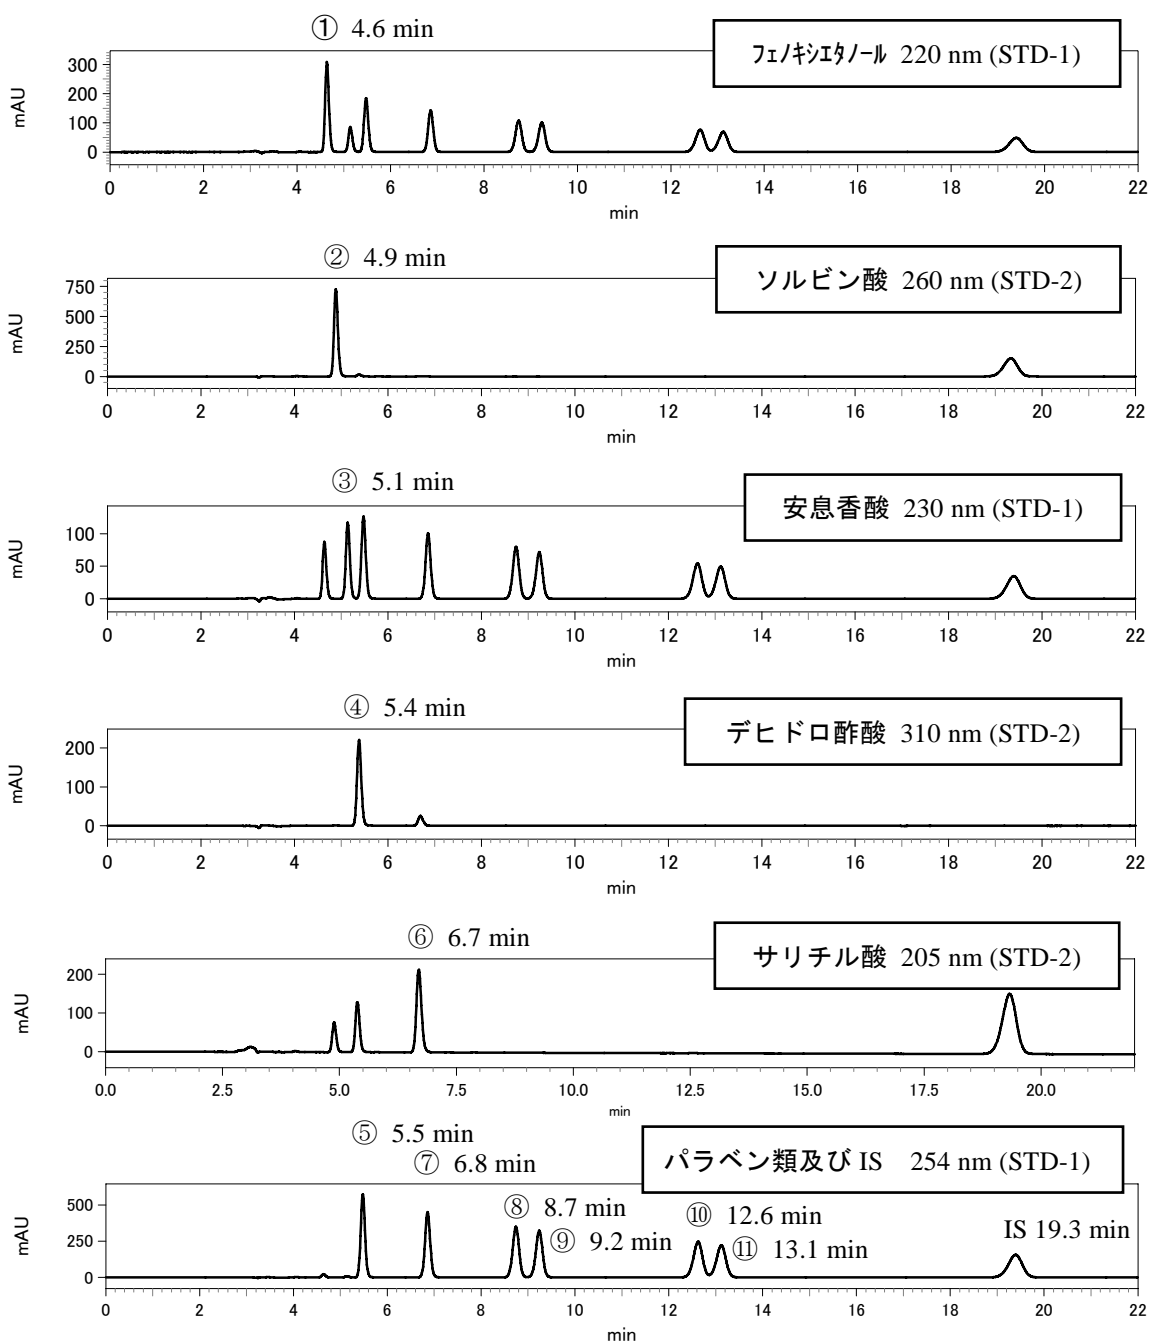 ① 4.6 min
フェノキシエタノール 220 nm (STD-1)
mAU
300
200
100
0
0 2 4 6 8 10 12 14 16 18 20 22
min
② 4.9 min
ソルビン酸 260 nm (STD-2)
mAU
750
500
250
0
0 2 4 6 8 10 12 14 16 18 20 22
min
③ 5.1 min
安息香酸 230 nm (STD-1)
mAU
100
50
0
0 2 4 6 8 10 12 14 16 18 20 22
min
④ 5.4 min
デヒドロ酢酸 310 nm (STD-2)
mAU
200
100
0
0 2 4 6 8 10 12 14 16 18 20 22
min
⑥ 6.7 min
サリチル酸 205 nm (STD-2)
mAU
200
100
0
0.0 2.5 5.0 7.5 10.0 12.5 15.0 17.5 20.0
min
⑤ 5.5 min
⑦ 6.8 min
パラベン類及び IS 254 nm (STD-1)
mAU
500
250
0
⑧ 8.7 min
⑨ 9.2 min
⑩ 12.6 min
⑪ 13.1 min
IS 19.3 min
0 2 4 6 8 10 12 14 16 18 20 22
min